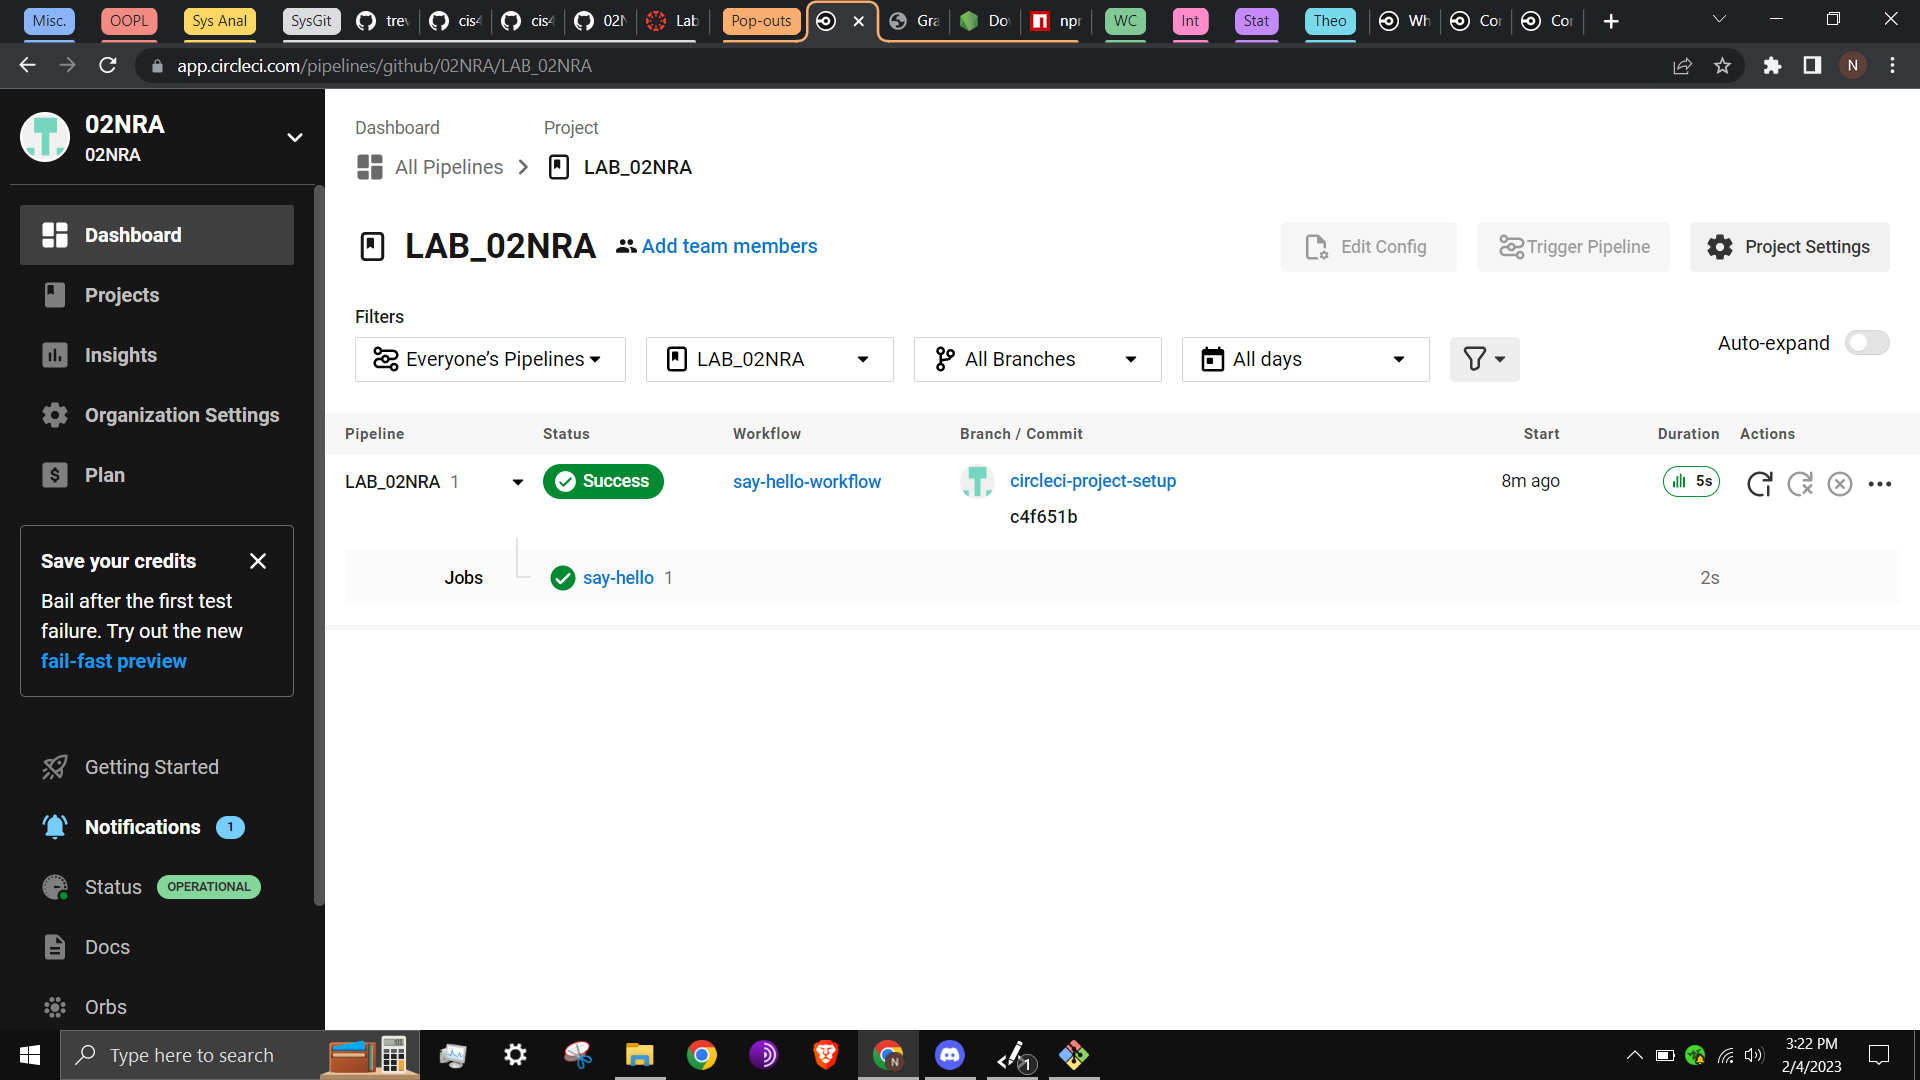 Misc.
OOPL
Sys Anal
SysGit
trev
cis4
cis4
02N
Lab
Pop-outs
Gra
Do
npr
WC
Int
Stat
Theo
Wh
Cor
Cor
app.circleci.com/pipelines/github/02NRA/LAB_02NRA
N
02NRA
02NRA
Dashboard
Projects
Insights
Organization Settings
Plan
Save your credits
Bail after the first test
failure. Try out the new
fail-fast preview
Getting Started
Notifications 1
Status OPERATIONAL
Docs
Orbs
Dashboard Project
All Pipelines LAB_02NRA
LAB_02NRA Add team members
Edit Config Trigger Pipeline Project Settings
Filters
Everyone’s Pipelines LAB_02NRA All Branches All days
Auto-expand
Pipeline Status Workflow Branch / Commit Start Duration Actions
LAB_02NRA 1 Success say-hello-workflow circleci-project-setup 8m ago 5s
c4f651b
Jobs say-hello 1 2s
Type here to search
N
1
3:22 PM
2/4/2023